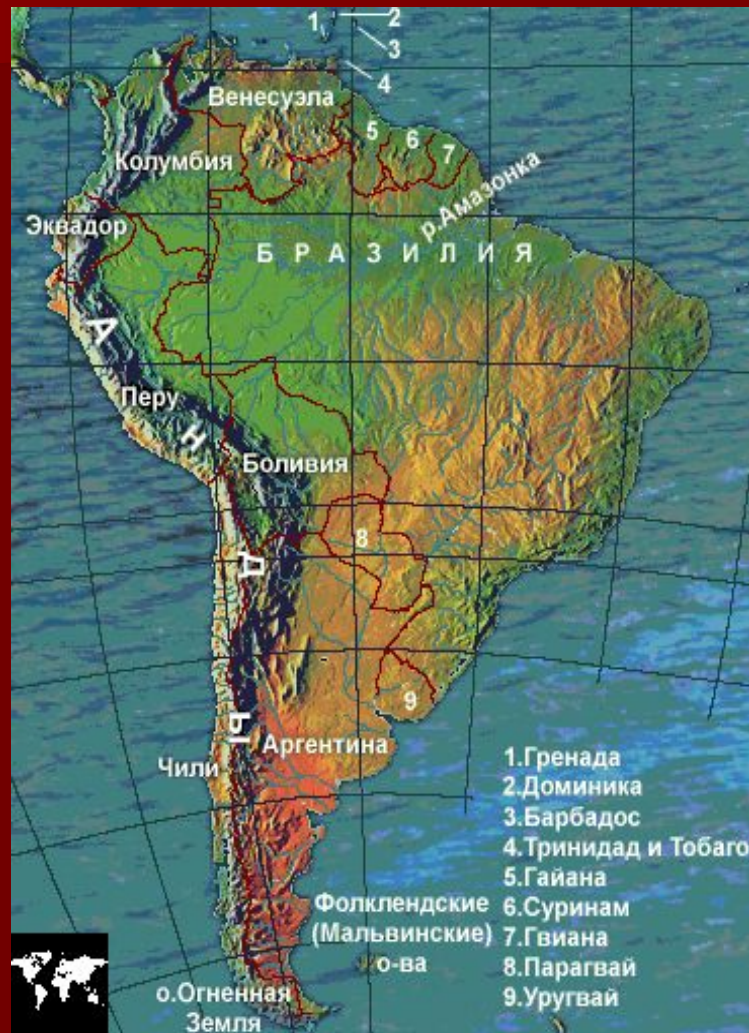 1
2
3
4
Венесуэла
5
6
7
Колумбия
р.Амазонка
Эквадор
БРАЗИЛИЯ
АНДЫ
Перу
Боливия
8
9
Аргентина
Чили
1.Гренада
2.Доминика
3.Барбадос
4.Тринидад и Тобаго
5.Гайана
6.Суринам
7.Гвиана
8.Парагвай
9.Уругвай
Фолклендские
(Мальвинские)
о-ва
о.Огненная
Земля